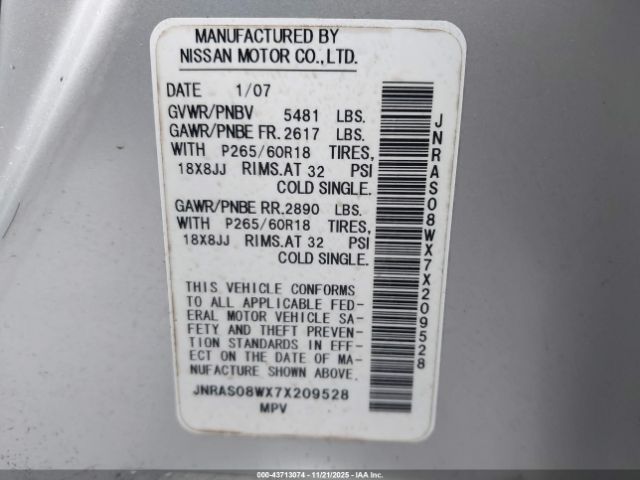 MANUFACTURED BY
NISSAN MOTOR CO., LTD.
DATE 1/07
GVWR/PNBV 5481 LBS.
GAWR/PNBE FR. 2617 LBS.
WITH P265/60R18 TIRES,
18X8JJ RIMS. AT 32 PSI
COLD SINGLE.
GAWR/PNBE RR. 2890 LBS.
WITH P265/60R18 TIRES,
18X8JJ RIMS. AT 32 PSI
COLD SINGLE.
THIS VEHICLE CONFORMS
TO ALL APPLICABLE FED-
ERAL MOTOR VEHICLE SA-
FETY AND THEFT PREVEN-
TION STANDARDS IN EFF-
ECT ON THE DATE OF MA-
NUFACTURE SHOWN ABOVE.
JNRAS08WX7X209528
MPV
JNRAS08WX7X209528
000-43713074 - 11/21/2025 - IAAI.COM